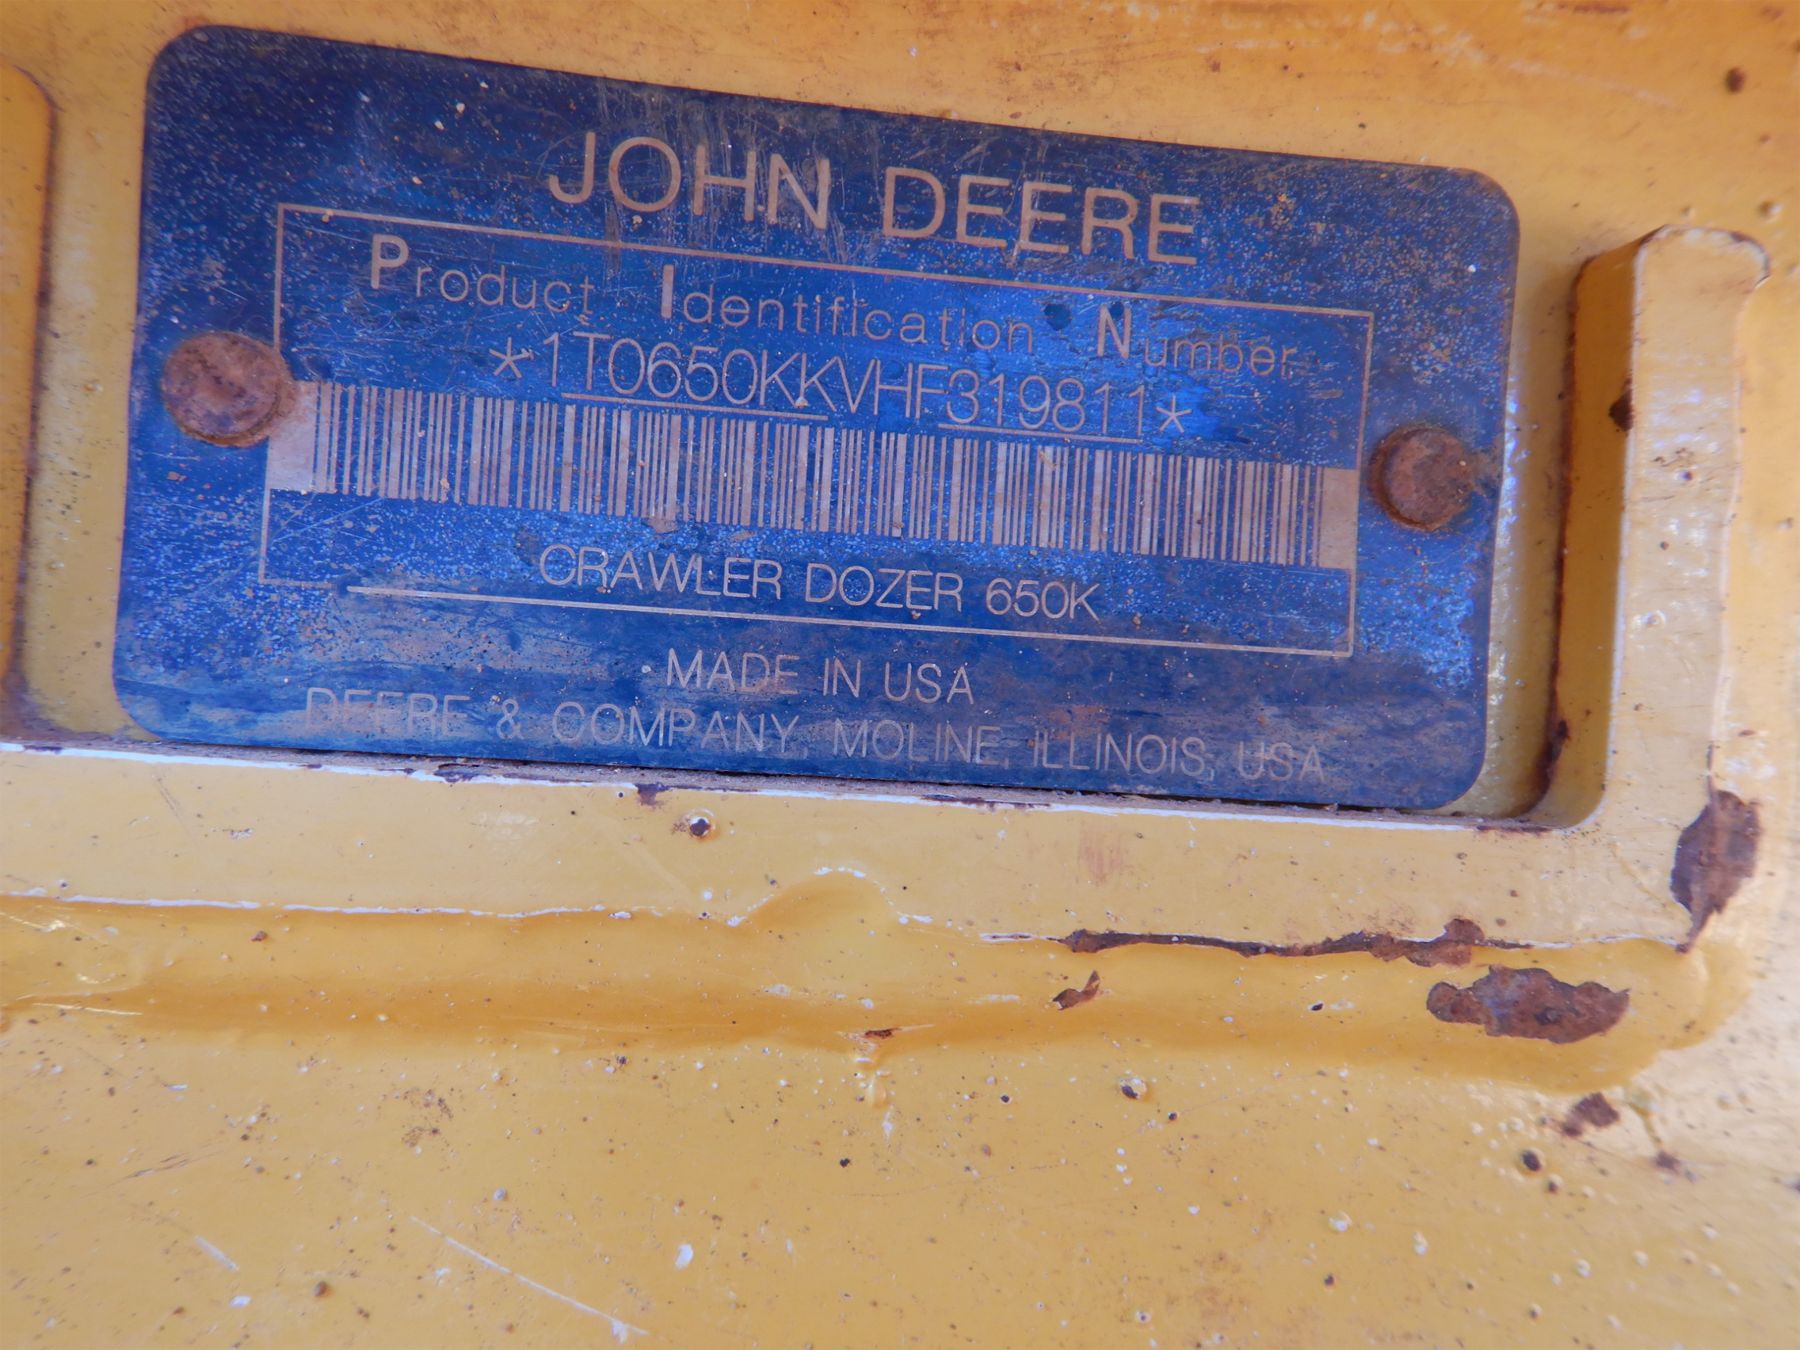 JOHN DEERE
Product Identification Number
*1T0650KKVHF319811*
CRAWLER DOZER 650K
MADE IN USA
DEERE & COMPANY, MOLINE, ILLINOIS, USA